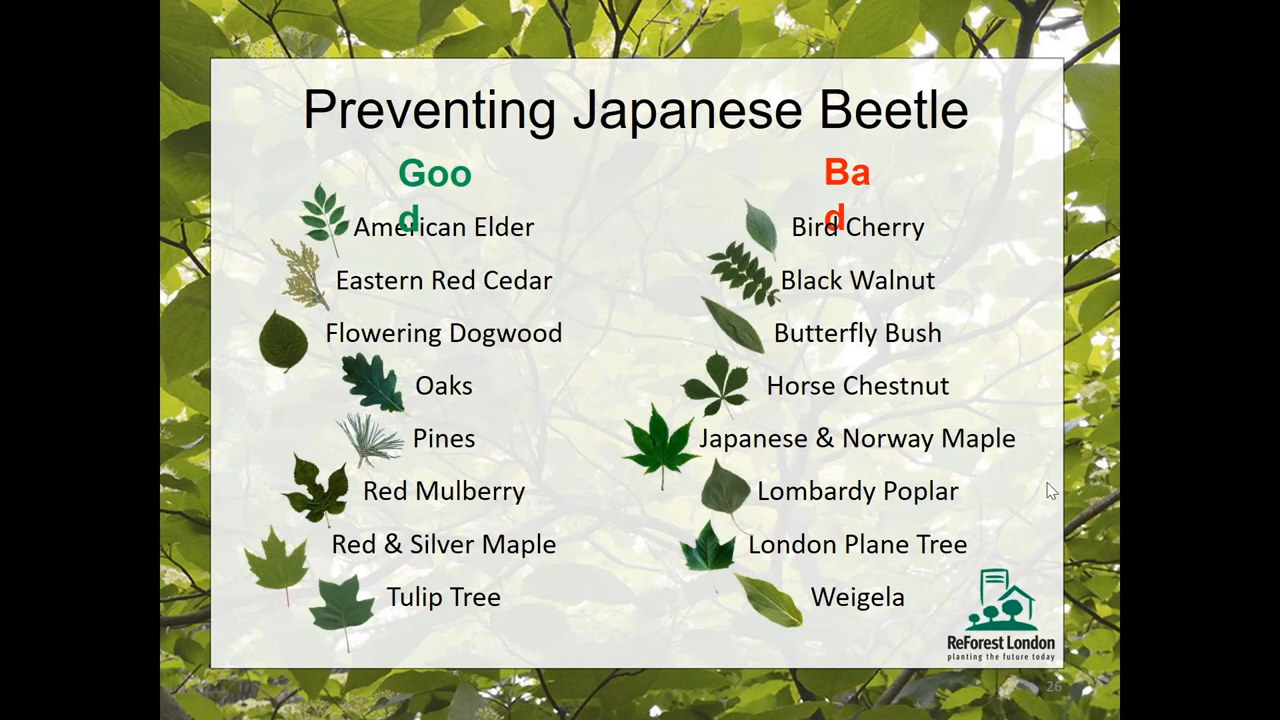 Preventing Japanese Beetle
Goo
d
American Elder
Eastern Red Cedar
Flowering Dogwood
Oaks
Pines
Red Mulberry
Red & Silver Maple
Tulip Tree
Ba
d
Bird Cherry
Black Walnut
Butterfly Bush
Horse Chestnut
Japanese & Norway Maple
Lombardy Poplar
London Plane Tree
Weigela
ReForest London
planting the future today
26